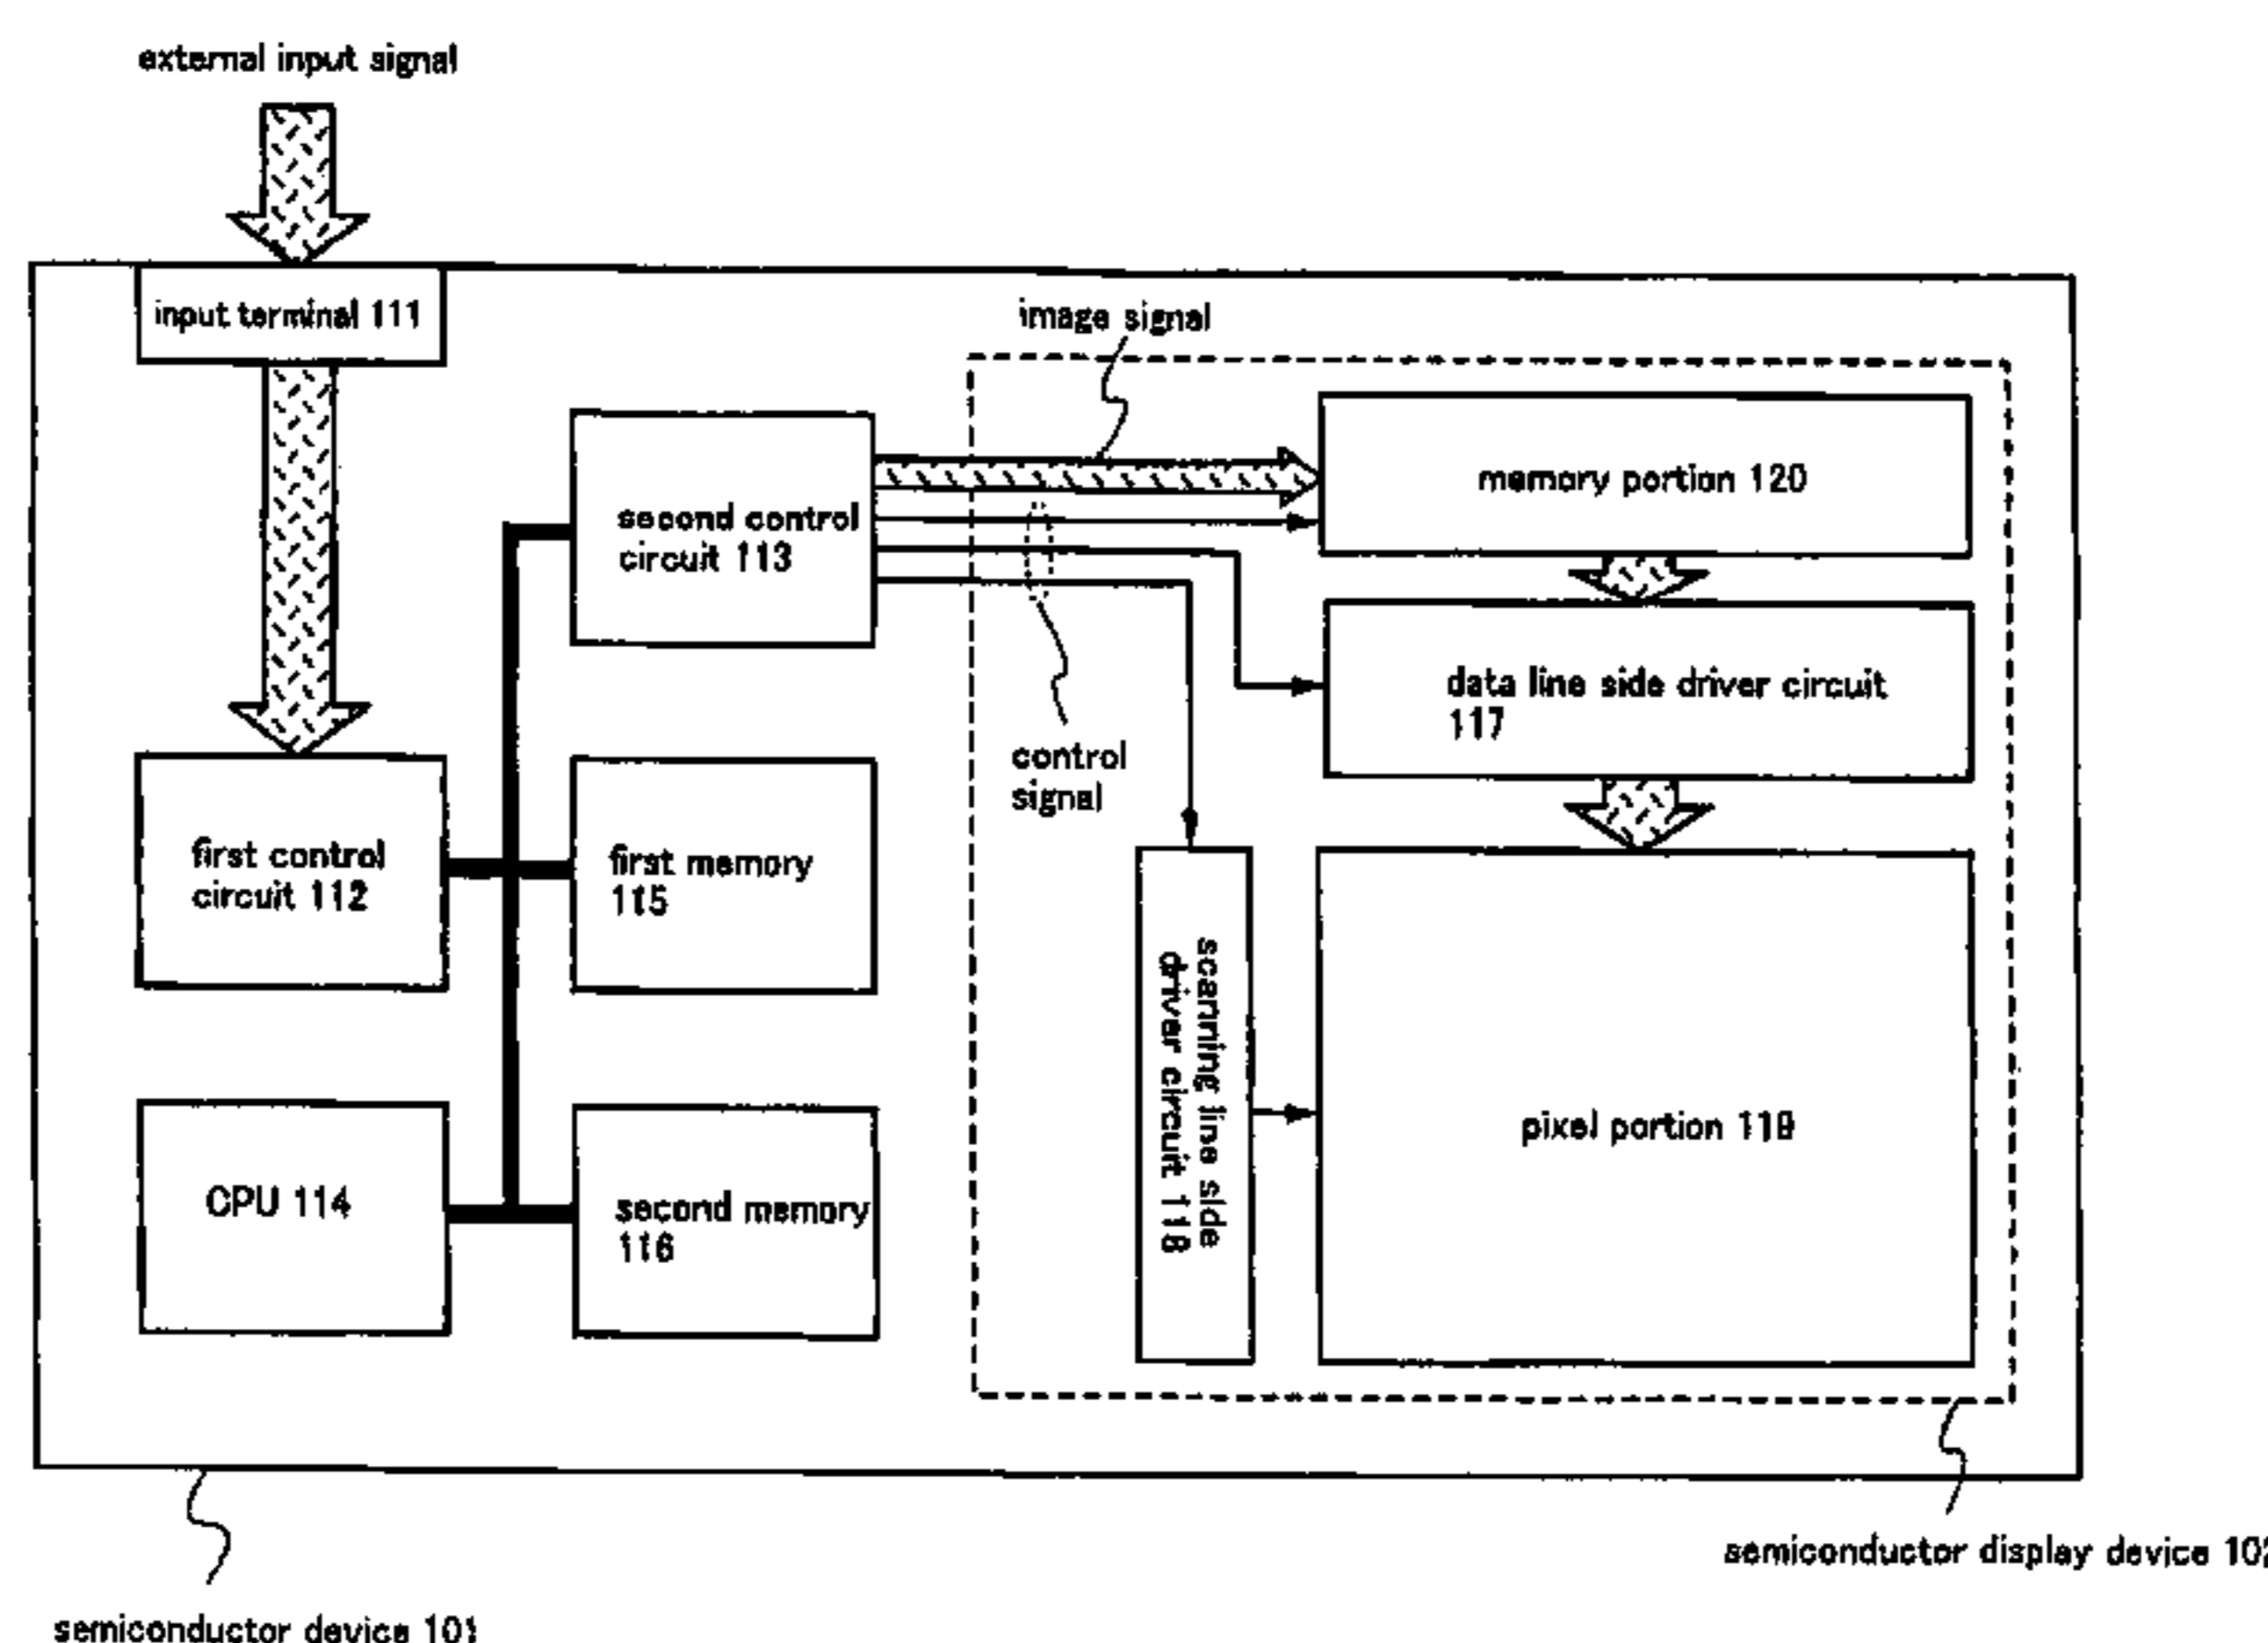 external input signal
input terminal 111
image signal
memory portion 120
second control
circuit 113
data line side driver circuit
117
control
signal
first control
circuit 112
first memory
115
scanning line side
driver circuit 118
pixel portion 119
CPU 114
second memory
116
semiconductor display device 102
semiconductor device 101